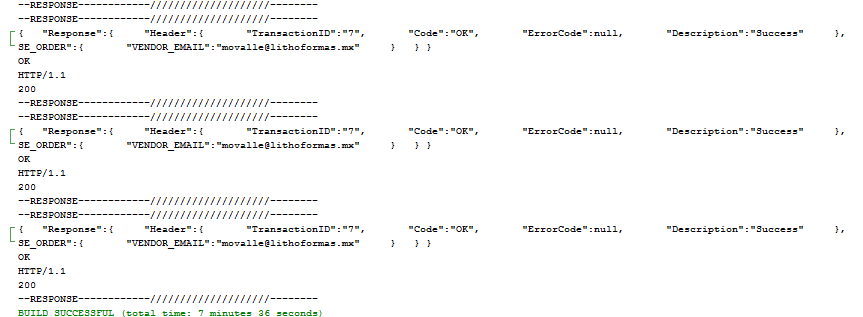 --RESPONSE------------////////////////////--------
--RESPONSE------------////////////////////--------
{   "Response":{     "Header":{       "TransactionID":"7",       "Code":"OK",       "ErrorCode":null,       "Description":"Success"     },
SE_ORDER":{       "VENDOR_EMAIL":"movalle@lithoformas.mx"     }   } }
OK
HTTP/1.1
200
--RESPONSE------------////////////////////--------
--RESPONSE------------////////////////////--------
{   "Response":{     "Header":{       "TransactionID":"7",       "Code":"OK",       "ErrorCode":null,       "Description":"Success"     },
SE_ORDER":{       "VENDOR_EMAIL":"movalle@lithoformas.mx"     }   } }
OK
HTTP/1.1
200
--RESPONSE------------////////////////////--------
--RESPONSE------------////////////////////--------
{   "Response":{     "Header":{       "TransactionID":"7",       "Code":"OK",       "ErrorCode":null,       "Description":"Success"     },
SE_ORDER":{       "VENDOR_EMAIL":"movalle@lithoformas.mx"     }   } }
OK
HTTP/1.1
200
--RESPONSE------------////////////////////--------
BUILD SUCCESSFUL (total time: 7 minutes 36 seconds)